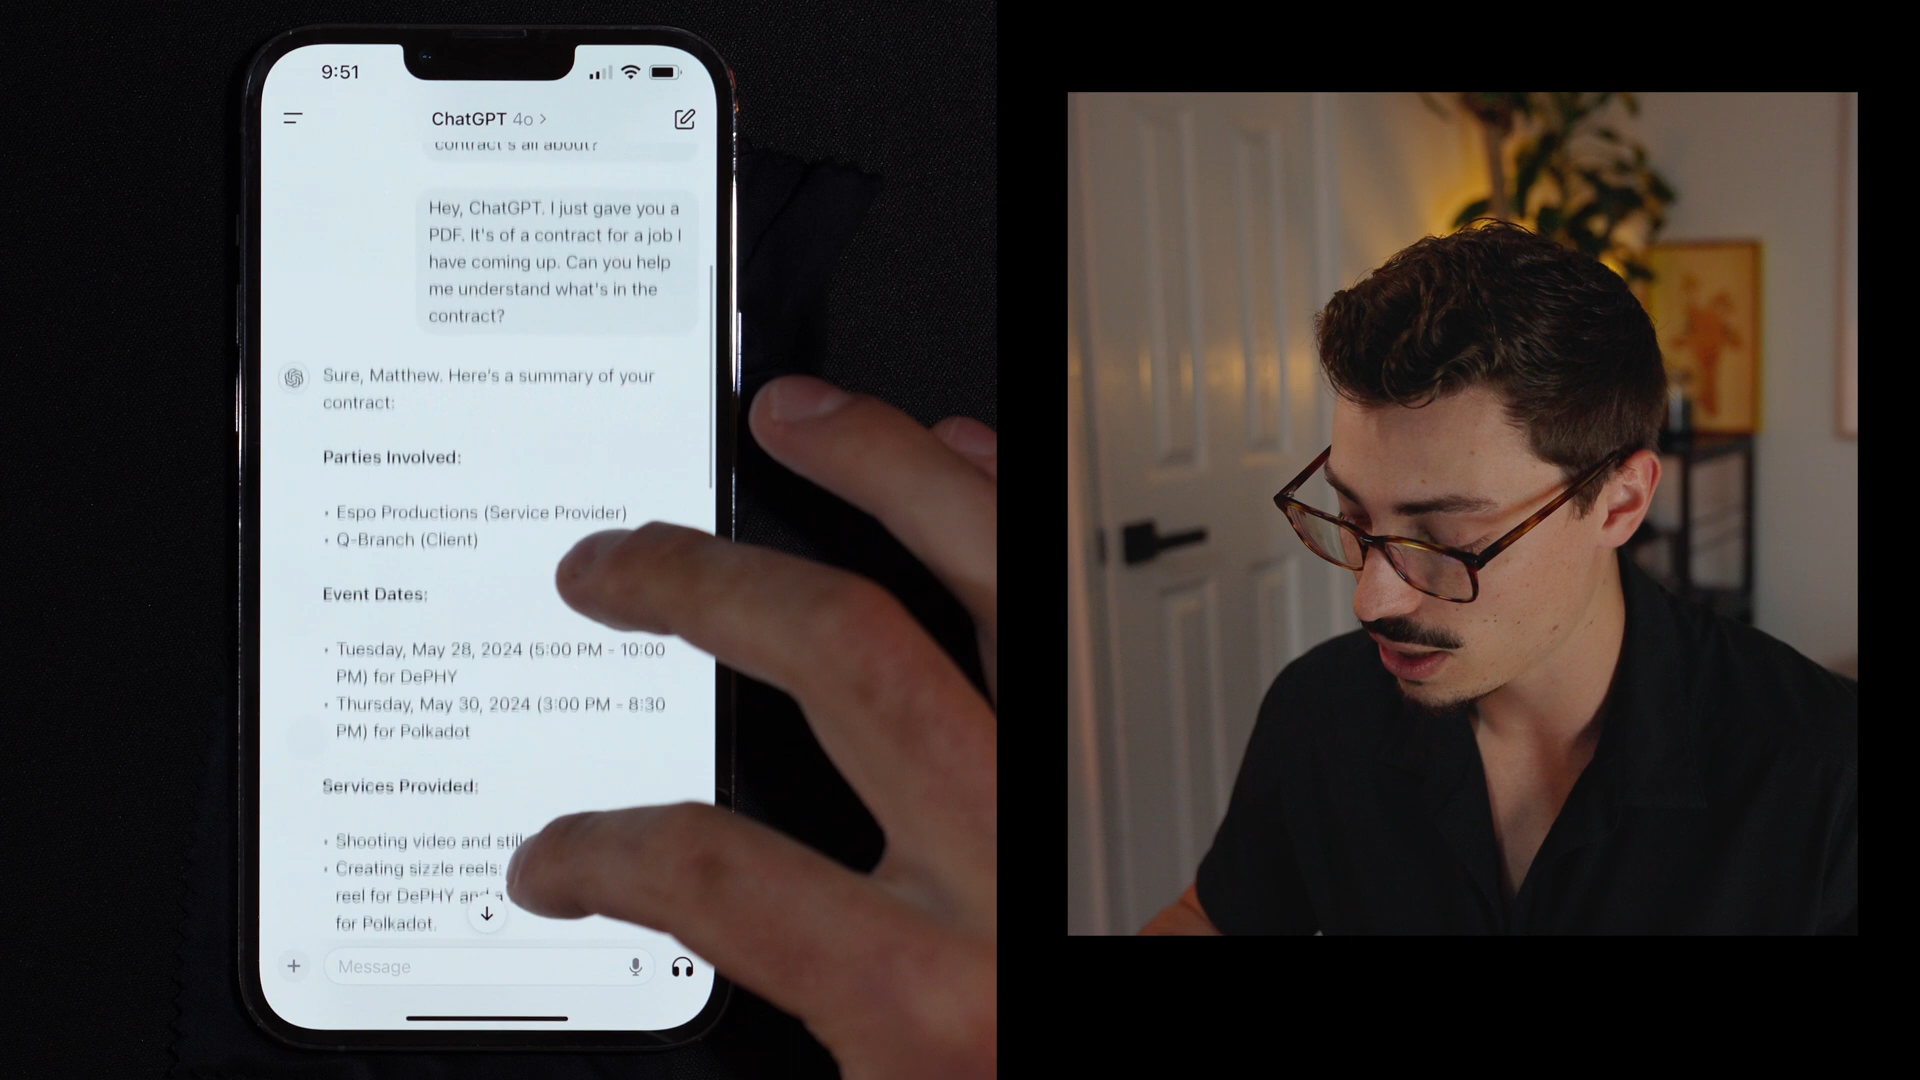 9:51
ChatGPT 4o >
contract's all about?
Hey, ChatGPT. I just gave you a
PDF. It's of a contract for a job I
have coming up. Can you help
me understand what's in the
contract?
Sure, Matthew. Here's a summary of your
contract:
Parties Involved:
• Espo Productions (Service Provider)
• Q-Branch (Client)
Event Dates:
• Tuesday, May 28, 2024 (5:00 PM - 10:00
PM) for DePHY
• Thursday, May 30, 2024 (3:00 PM - 8:30
PM) for Polkadot
Services Provided:
• Shooting video and still
• Creating sizzle reels:
reel for DePHY and a
for Polkadot.
Message